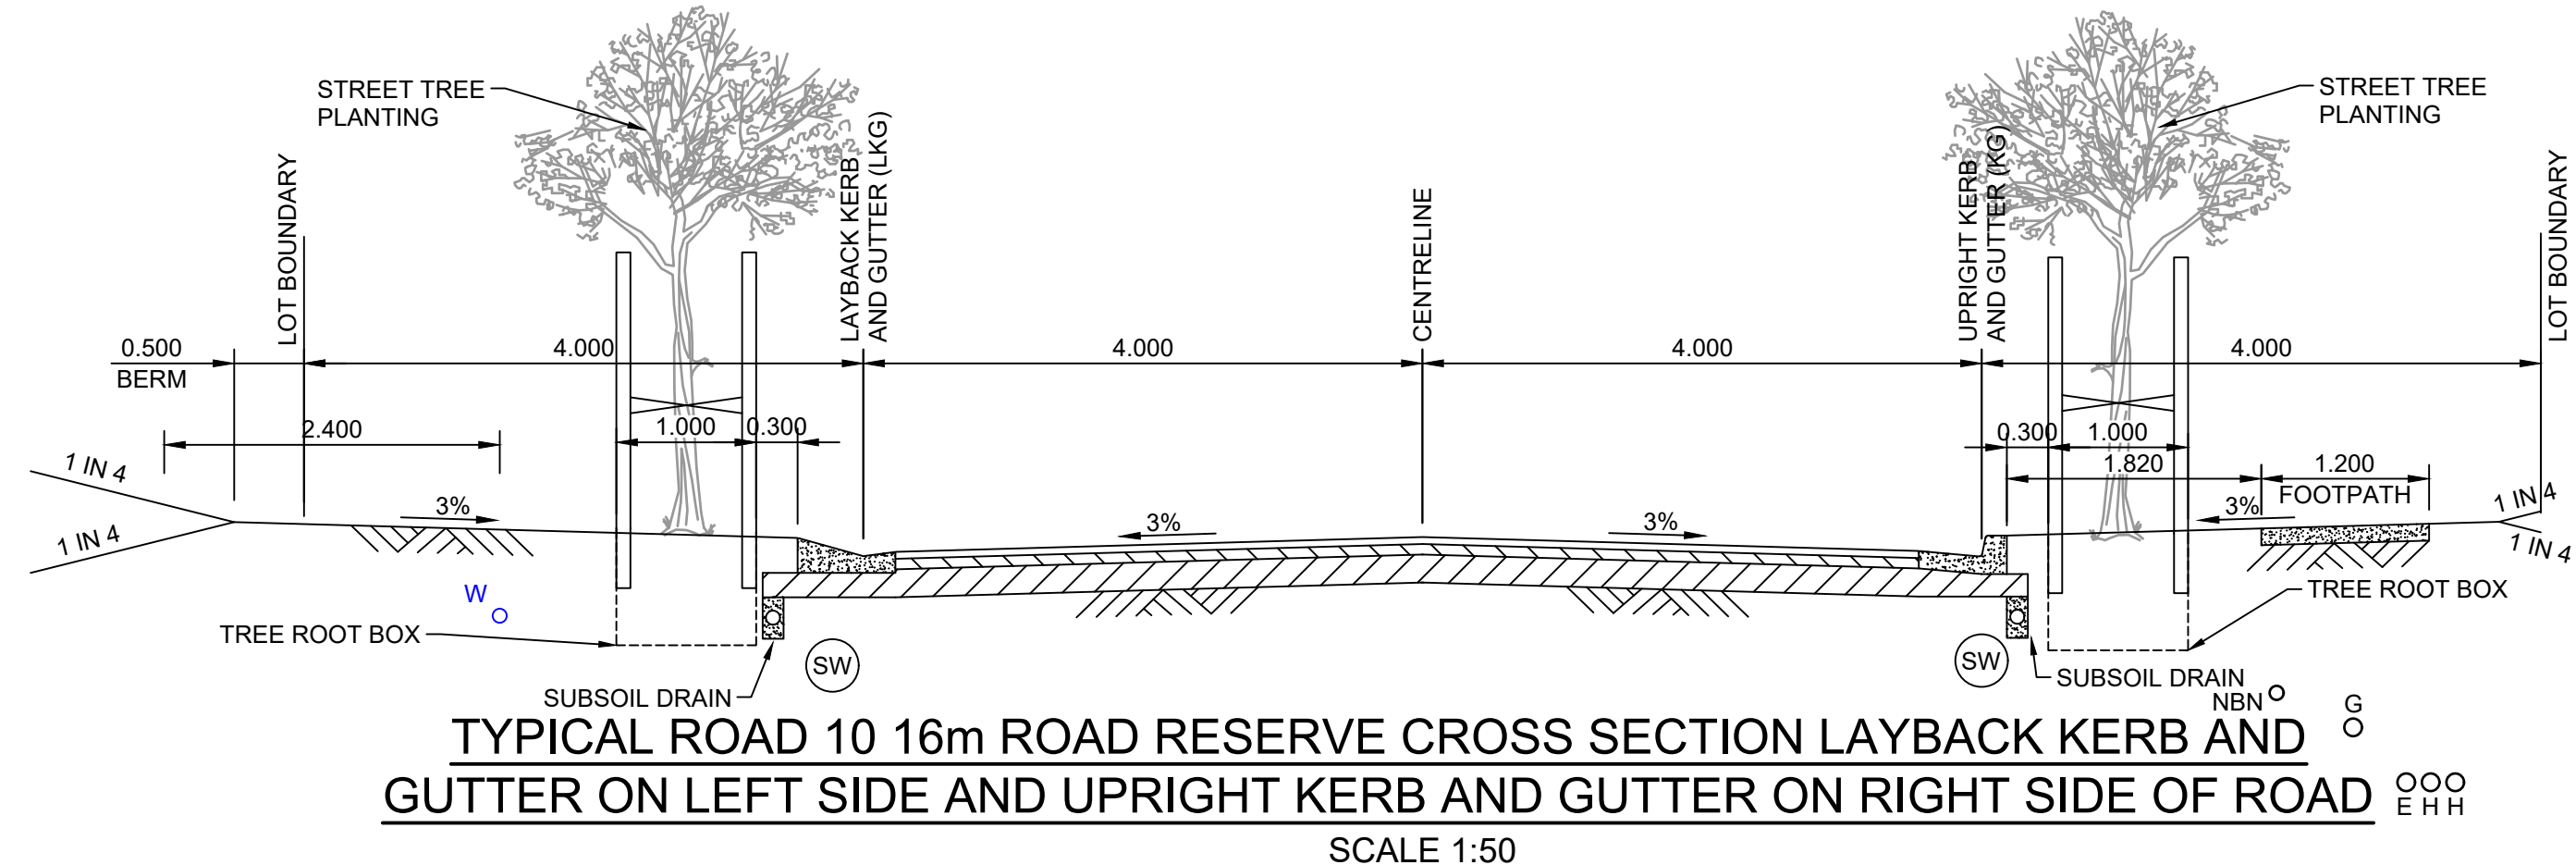 STREET TREE
PLANTING
STREET TREE
PLANTING
LOT BOUNDARY
LAYBACK KERB
AND GUTTER (LKG)
CENTRELINE
UPRIGHT KERB
AND GUTTER (KG)
LOT BOUNDARY
0.500
BERM
4.000
4.000
4.000
4.000
2.400
1.000
0.300
0.300
1.000
1.820
1.200
FOOTPATH
1 IN 4
1 IN 4
3%
3%
3%
3%
1 IN 4
1 IN 4
W
TREE ROOT BOX
TREE ROOT BOX
SUBSOIL DRAIN
SW
SW
SUBSOIL DRAIN
NBN
G
TYPICAL ROAD 10 16m ROAD RESERVE CROSS SECTION LAYBACK KERB AND
GUTTER ON LEFT SIDE AND UPRIGHT KERB AND GUTTER ON RIGHT SIDE OF ROAD
E H H
SCALE 1:50